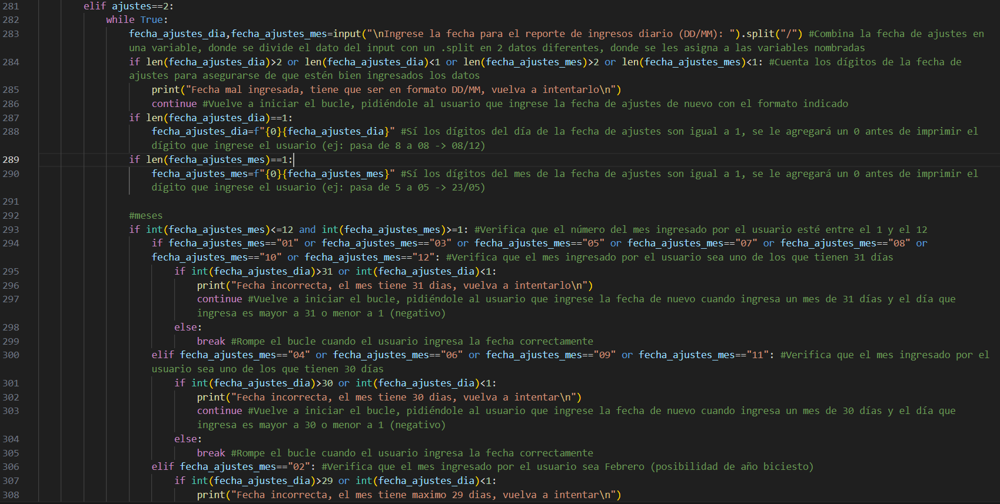 281 elif ajustes==2:
282 while True:
283 fecha_ajustes_dia,fecha_ajustes_mes=input("\nIngrese la fecha para el reporte de ingresos diario (DD/MM): ").split("/") #Combina la fecha de ajustes en
una variable, donde se divide el dato del input con un .split en 2 datos diferentes, donde se les asigna a las variables nombradas
284 if len(fecha_ajustes_dia)>2 or len(fecha_ajustes_dia)<1 or len(fecha_ajustes_mes)>2 or len(fecha_ajustes_mes)<1: #Cuenta los dígitos de la fecha de
ajustes para asegurarse de que estén bien ingresados los datos
285 print("Fecha mal ingresada, tiene que ser en formato DD/MM, vuelva a intentarlo\n")
286 continue #Vuelve a iniciar el bucle, pidiéndole al usuario que ingrese la fecha de ajustes de nuevo con el formato indicado
287 if len(fecha_ajustes_dia)==1:
288 fecha_ajustes_dia=f"{0}{fecha_ajustes_dia}" #Sí los dígitos del día de la fecha de ajustes son igual a 1, se le agregará un 0 antes de imprimir el
dígito que ingrese el usuario (ej: pasa de 8 a 08 -> 08/12)
289 if len(fecha_ajustes_mes)==1:
290 fecha_ajustes_mes=f"{0}{fecha_ajustes_mes}" #Sí los dígitos del mes de la fecha de ajustes son igual a 1, se le agregará un 0 antes de imprimir el
dígito que ingrese el usuario (ej: pasa de 5 a 05 -> 23/05)
291
292 #meses
293 if int(fecha_ajustes_mes)<=12 and int(fecha_ajustes_mes)>=1: #Verifica que el número del mes ingresado por el usuario esté entre el 1 y el 12
294 if fecha_ajustes_mes=="01" or fecha_ajustes_mes=="03" or fecha_ajustes_mes=="05" or fecha_ajustes_mes=="07" or fecha_ajustes_mes=="08" or
fecha_ajustes_mes=="10" or fecha_ajustes_mes=="12": #Verifica que el mes ingresado por el usuario sea uno de los que tienen 31 días
295 if int(fecha_ajustes_dia)>31 or int(fecha_ajustes_dia)<1:
296 print("Fecha incorrecta, el mes tiene 31 dias, vuelva a intentarlo\n")
297 continue #Vuelve a iniciar el bucle, pidiéndole al usuario que ingrese la fecha de nuevo cuando ingresa un mes de 31 días y el día que
ingresa es mayor a 31 o menor a 1 (negativo)
298 else:
299 break #Rompe el bucle cuando el usuario ingresa la fecha correctamente
300 elif fecha_ajustes_mes=="04" or fecha_ajustes_mes=="06" or fecha_ajustes_mes=="09" or fecha_ajustes_mes=="11": #Verifica que el mes ingresado por el
usuario sea uno de los que tienen 30 días
301 if int(fecha_ajustes_dia)>30 or int(fecha_ajustes_dia)<1:
302 print("Fecha incorrecta, el mes tiene 30 dias, vuelva a intentar\n")
303 continue #Vuelve a iniciar el bucle, pidiéndole al usuario que ingrese la fecha de nuevo cuando ingresa un mes de 30 días y el día que
ingresa es mayor a 30 o menor a 1 (negativo)
304 else:
305 break #Rompe el bucle cuando el usuario ingresa la fecha correctamente
306 elif fecha_ajustes_mes=="02": #Verifica que el mes ingresado por el usuario sea Febrero (posibilidad de año biciesto)
307 if int(fecha_ajustes_dia)>29 or int(fecha_ajustes_dia)<1:
308 print("Fecha incorrecta, el mes tiene maximo 29 dias, vuelva a intentar\n")